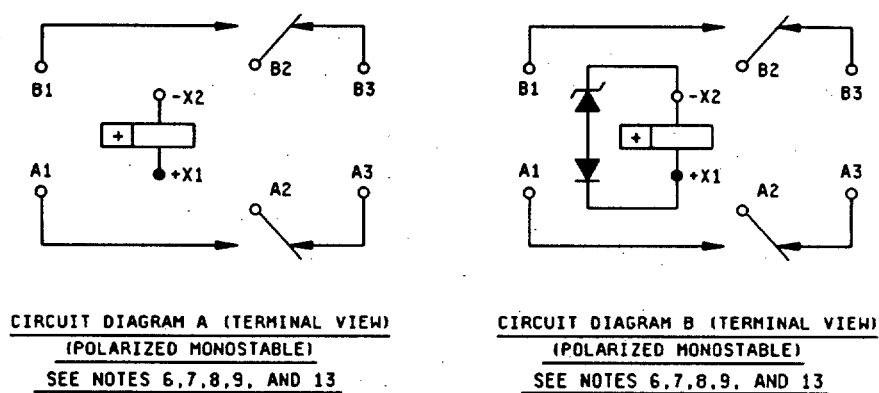 B1 B2 B3
-X2
+
A1 +X1 A2 A3
B1 B2 B3
-X2
+
A1 +X1 A2 A3
CIRCUIT DIAGRAM A (TERMINAL VIEW)
(POLARIZED MONOSTABLE)
SEE NOTES 6,7,8,9, AND 13
CIRCUIT DIAGRAM B (TERMINAL VIEW)
(POLARIZED MONOSTABLE)
SEE NOTES 6,7,8,9, AND 13